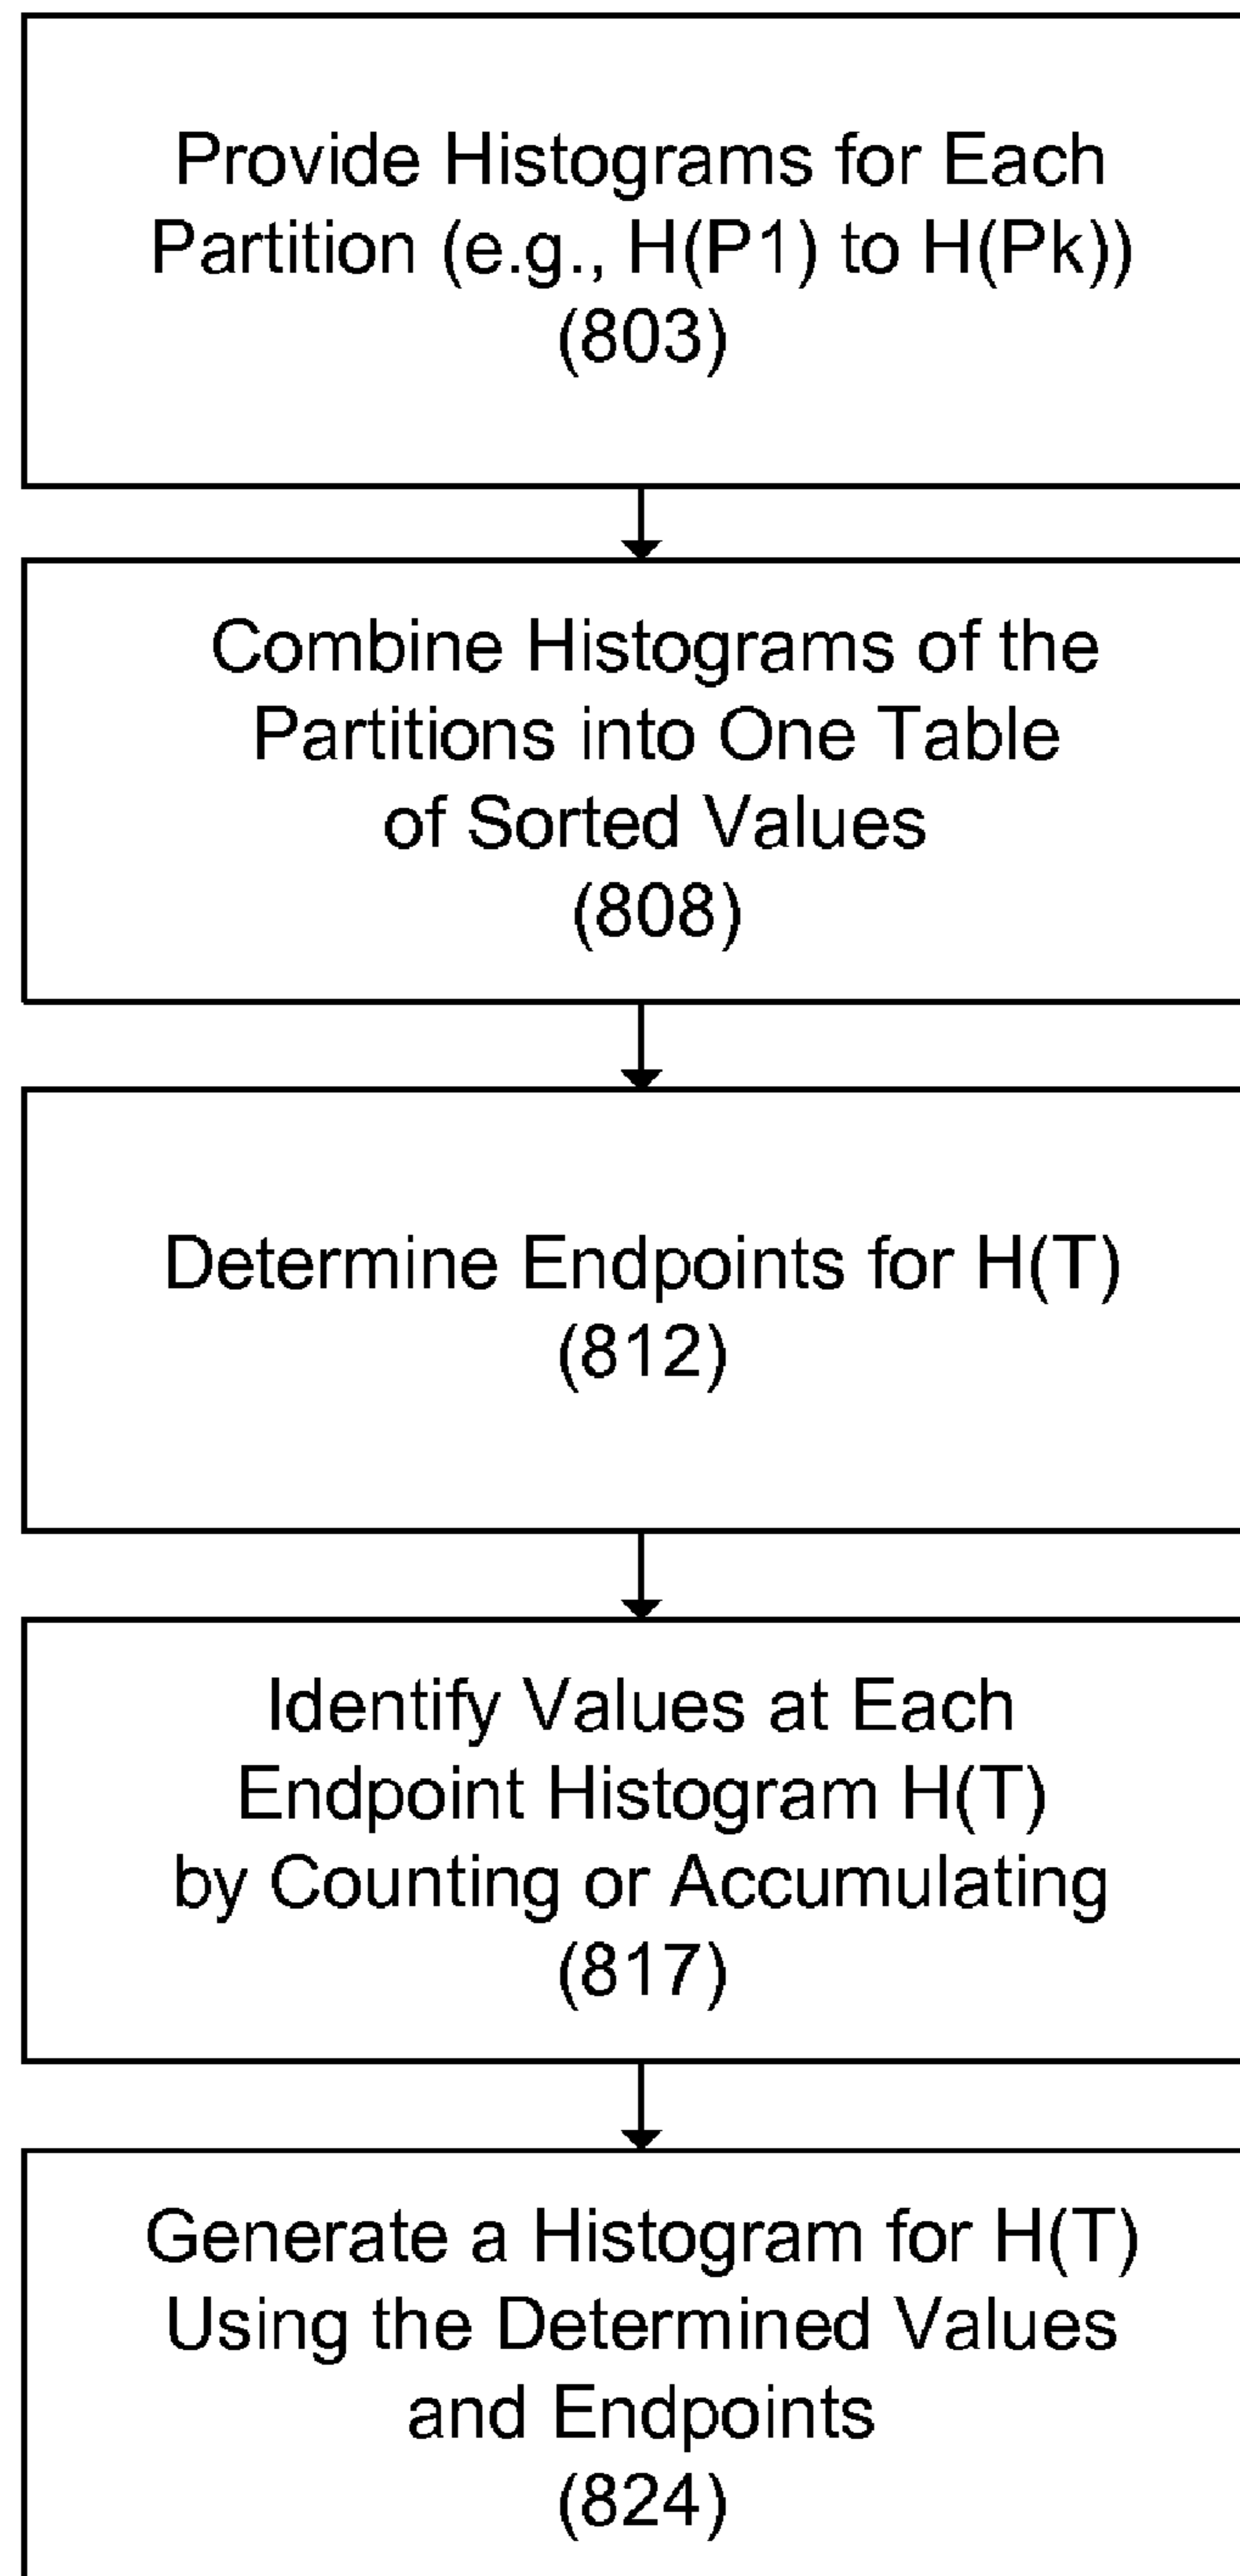 Provide Histograms for Each
Partition (e.g., H(P1) to H(Pk))
(803)
Combine Histograms of the
Partitions into One Table
of Sorted Values
(808)
Determine Endpoints for H(T)
(812)
Identify Values at Each
Endpoint Histogram H(T)
by Counting or Accumulating
(817)
Generate a Histogram for H(T)
Using the Determined Values
and Endpoints
(824)